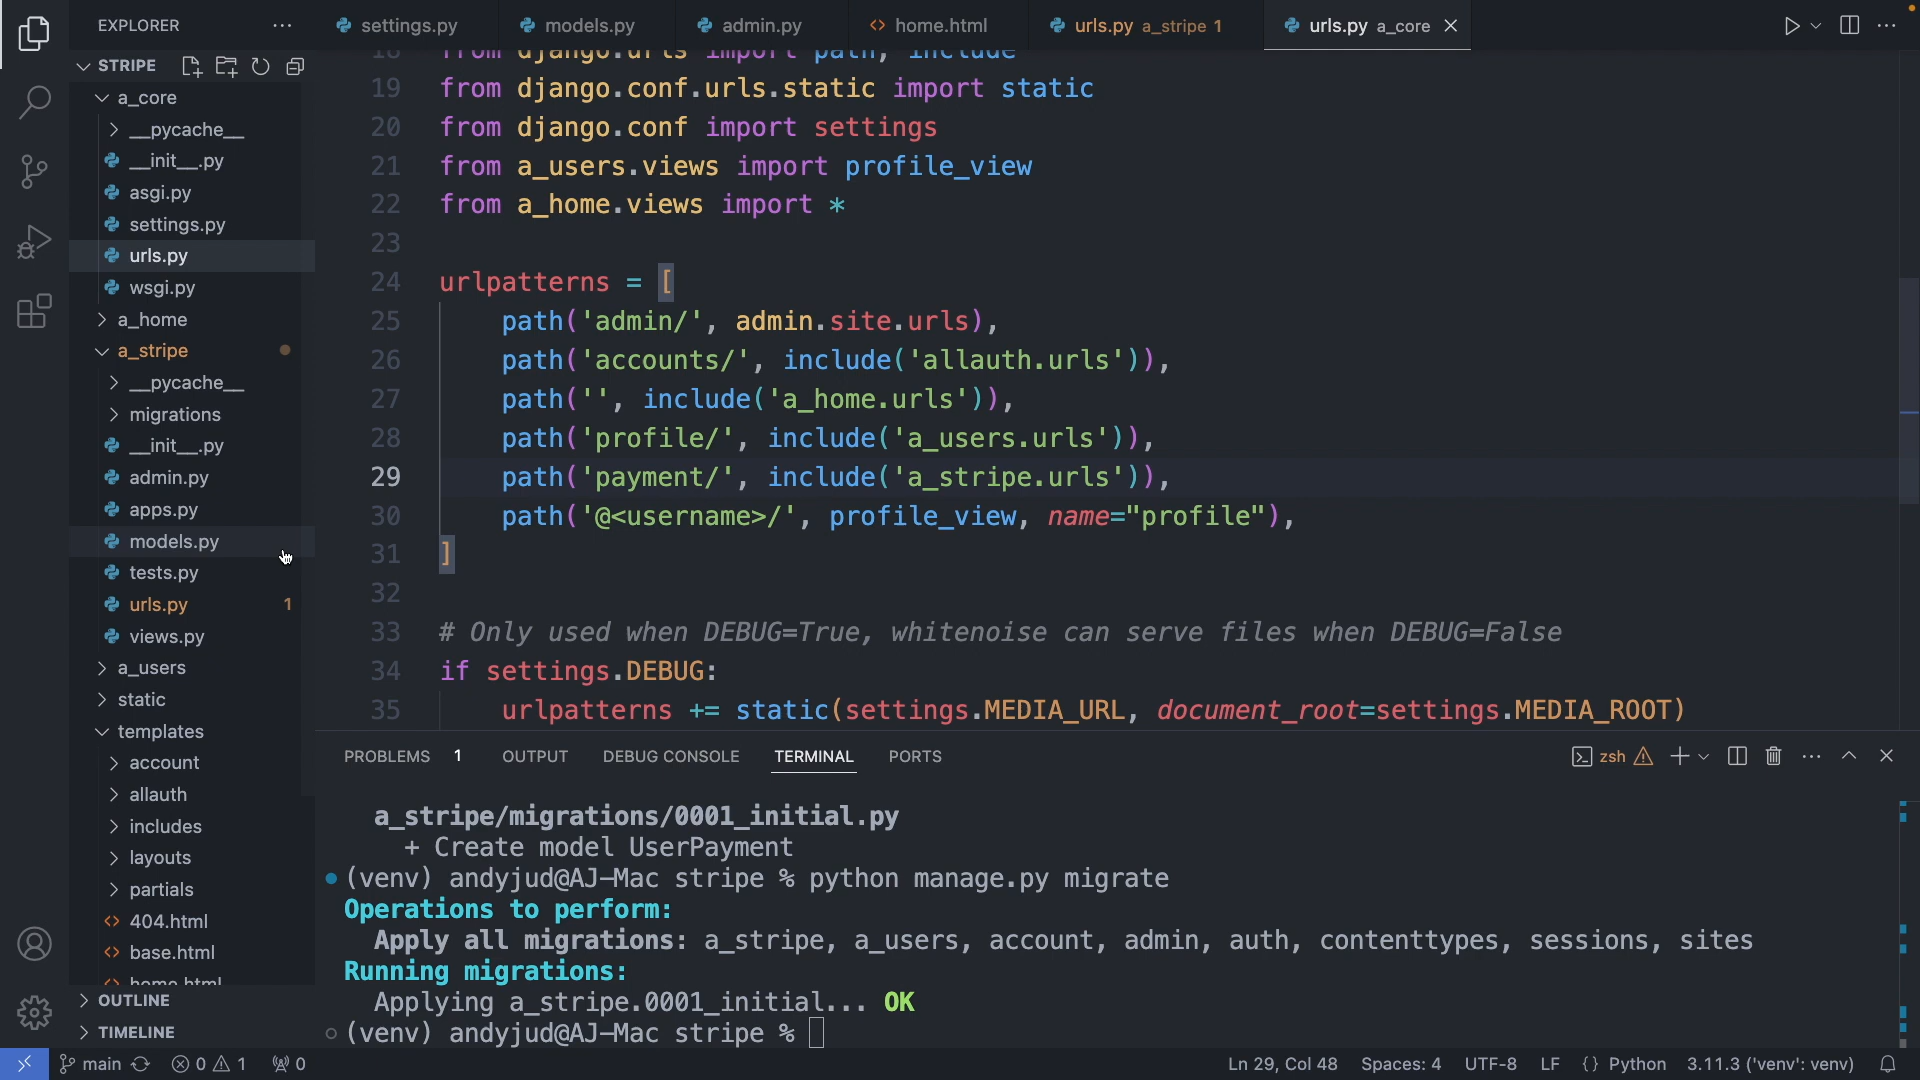 EXPLORER
STRIPE
a_core
__pycache__
__init__.py
asgi.py
settings.py
urls.py
wsgi.py
a_home
a_stripe
__pycache__
migrations
__init__.py
admin.py
apps.py
models.py
tests.py
urls.py 1
views.py
a_users
static
templates
account
allauth
includes
layouts
partials
404.html
base.html
home.html
OUTLINE
TIMELINE
settings.py models.py admin.py home.html urls.py a_stripe 1 urls.py a_core
18 from django.urls import path, include
19 from django.conf.urls.static import static
20 from django.conf import settings
21 from a_users.views import profile_view
22 from a_home.views import *
23
24 urlpatterns = [
25 path('admin/', admin.site.urls),
26 path('accounts/', include('allauth.urls')),
27 path('', include('a_home.urls')),
28 path('profile/', include('a_users.urls')),
29 path('payment/', include('a_stripe.urls')),
30 path('@<username>/', profile_view, name="profile"),
31 ]
32
33 # Only used when DEBUG=True, whitenoise can serve files when DEBUG=False
34 if settings.DEBUG:
35 urlpatterns += static(settings.MEDIA_URL, document_root=settings.MEDIA_ROOT)
PROBLEMS 1 OUTPUT DEBUG CONSOLE TERMINAL PORTS zsh
a_stripe/migrations/0001_initial.py
+ Create model UserPayment
(venv) andyjud@AJ-Mac stripe % python manage.py migrate
Operations to perform:
Apply all migrations: a_stripe, a_users, account, admin, auth, contenttypes, sessions, sites
Running migrations:
Applying a_stripe.0001_initial... OK
(venv) andyjud@AJ-Mac stripe %
main 0 1 0 Ln 29, Col 48 Spaces: 4 UTF-8 LF {} Python 3.11.3 ('venv': venv)